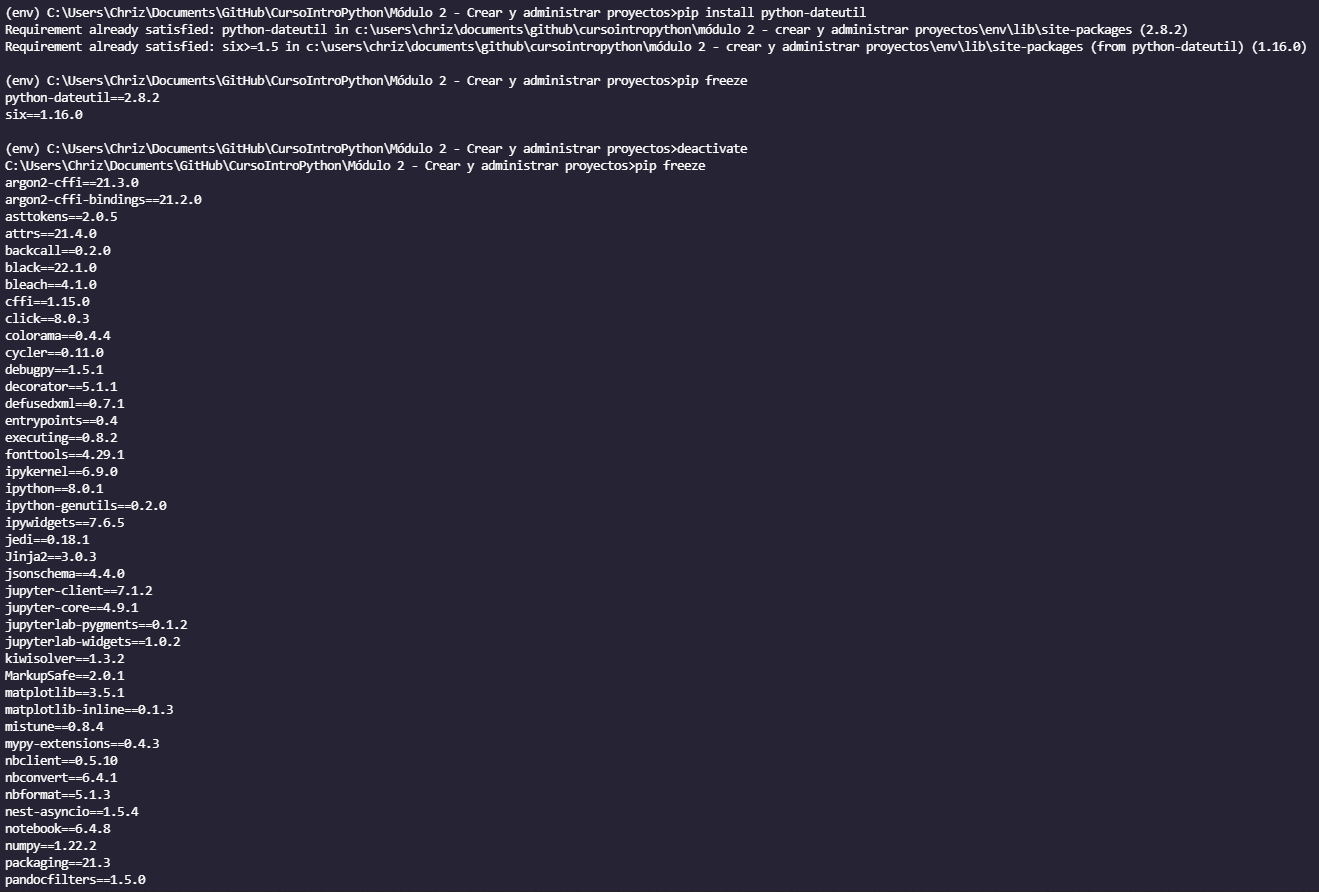 (env) C:\Users\Chriz\Documents\GitHub\CursoIntroPython\Módulo 2 - Crear y administrar proyectos>pip install python-dateutil
Requirement already satisfied: python-dateutil in c:\users\chriz\documents\github\cursointropython\módulo 2 - crear y administrar proyectos\env\lib\site-packages (2.8.2)
Requirement already satisfied: six>=1.5 in c:\users\chriz\documents\github\cursointropython\módulo 2 - crear y administrar proyectos\env\lib\site-packages (from python-dateutil) (1.16.0)
(env) C:\Users\Chriz\Documents\GitHub\CursoIntroPython\Módulo 2 - Crear y administrar proyectos>pip freeze
python-dateutil==2.8.2
six==1.16.0
(env) C:\Users\Chriz\Documents\GitHub\CursoIntroPython\Módulo 2 - Crear y administrar proyectos>deactivate
C:\Users\Chriz\Documents\GitHub\CursoIntroPython\Módulo 2 - Crear y administrar proyectos>pip freeze
argon2-cffi==21.3.0
argon2-cffi-bindings==21.2.0
asttokens==2.0.5
attrs==21.4.0
backcall==0.2.0
black==22.1.0
bleach==4.1.0
cffi==1.15.0
click==8.0.3
colorama==0.4.4
cycler==0.11.0
debugpy==1.5.1
decorator==5.1.1
defusedxml==0.7.1
entrypoints==0.4
executing==0.8.2
fonttools==4.29.1
ipykernel==6.9.0
ipython==8.0.1
ipython-genutils==0.2.0
ipywidgets==7.6.5
jedi==0.18.1
Jinja2==3.0.3
jsonschema==4.4.0
jupyter-client==7.1.2
jupyter-core==4.9.1
jupyterlab-pygments==0.1.2
jupyterlab-widgets==1.0.2
kiwisolver==1.3.2
MarkupSafe==2.0.1
matplotlib==3.5.1
matplotlib-inline==0.1.3
mistune==0.8.4
mypy-extensions==0.4.3
nbclient==0.5.10
nbconvert==6.4.1
nbformat==5.1.3
nest-asyncio==1.5.4
notebook==6.4.8
numpy==1.22.2
packaging==21.3
pandocfilters==1.5.0